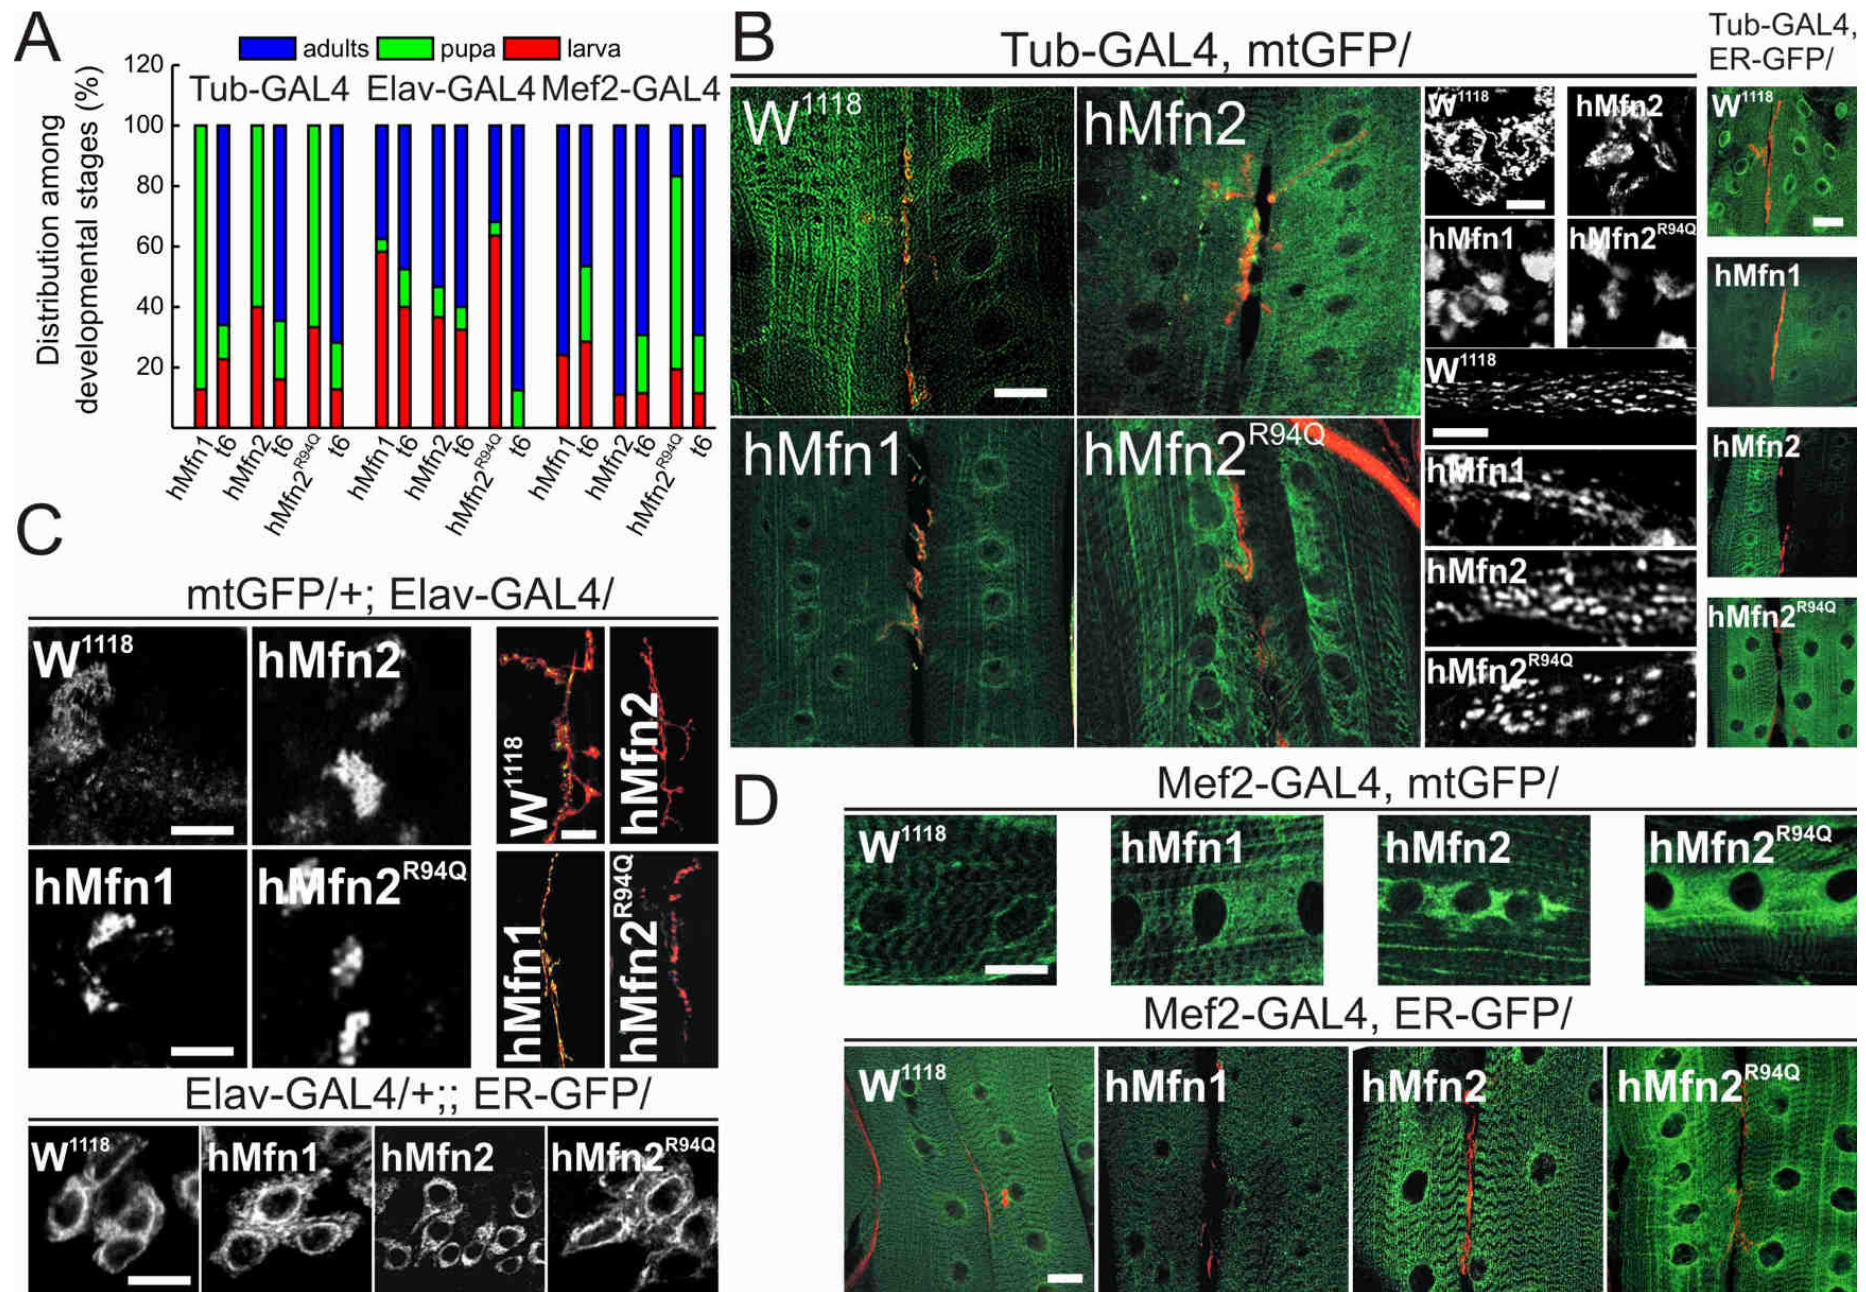 A
adults pupa larva
Distribution among
developmental stages (%)
120
100
80
60
40
20
Tub-GAL4 Elav-GAL4 Mef2-GAL4
hMfn1 t6 hMfn2 t6 hMfn2R94Q t6 hMfn1 t6 hMfn2 t6 hMfn2R94Q t6 hMfn1 t6 hMfn2 t6 hMfn2R94Q t6
B
Tub-GAL4, mtGFP/
W1118 hMfn2
hMfn1 hMfn2R94Q
W1118 hMfn2
hMfn1 hMfn2R94Q
W1118
hMfn1
hMfn2
hMfn2R94Q
Tub-GAL4,
ER-GFP/
W1118
hMfn1
hMfn2
hMfn2R94Q
C
mtGFP/+; Elav-GAL4/
W1118 hMfn2
hMfn1 hMfn2R94Q
W1118 hMfn2
hMfn1 hMfn2R94Q
Elav-GAL4/+;; ER-GFP/
W1118 hMfn1 hMfn2 hMfn2R94Q
D
Mef2-GAL4, mtGFP/
W1118 hMfn1 hMfn2 hMfn2R94Q
Mef2-GAL4, ER-GFP/
W1118 hMfn1 hMfn2 hMfn2R94Q